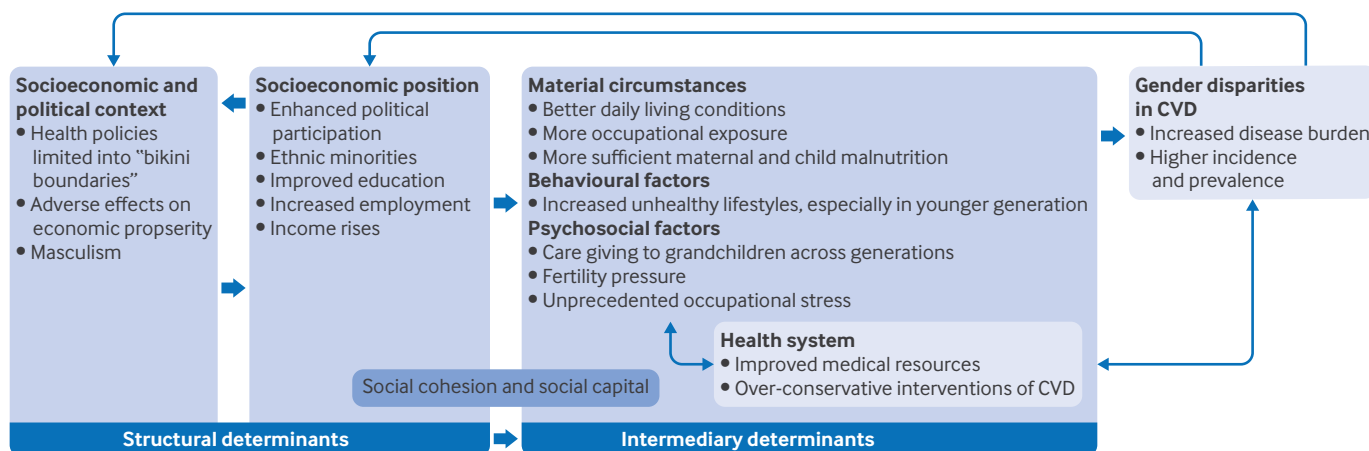 Socioeconomic and
political context
• Health policies
limited into "bikini
boundaries"
• Adverse effects on
economic propserity
• Masculism
Socioeconomic position
• Enhanced political
participation
• Ethnic minorities
• Improved education
• Increased employment
• Income rises
Material circumstances
• Better daily living conditions
• More occupational exposure
• More sufficient maternal and child malnutrition
Behavioural factors
• Increased unhealthy lifestyles, especially in younger generation
Psychosocial factors
• Care giving to grandchildren across generations
• Fertility pressure
• Unprecedented occupational stress
Health system
• Improved medical resources
• Over-conservative interventions of CVD
Gender disparities
in CVD
• Increased disease burden
• Higher incidence
and prevalence
Social cohesion and social capital
Structural determinants
Intermediary determinants